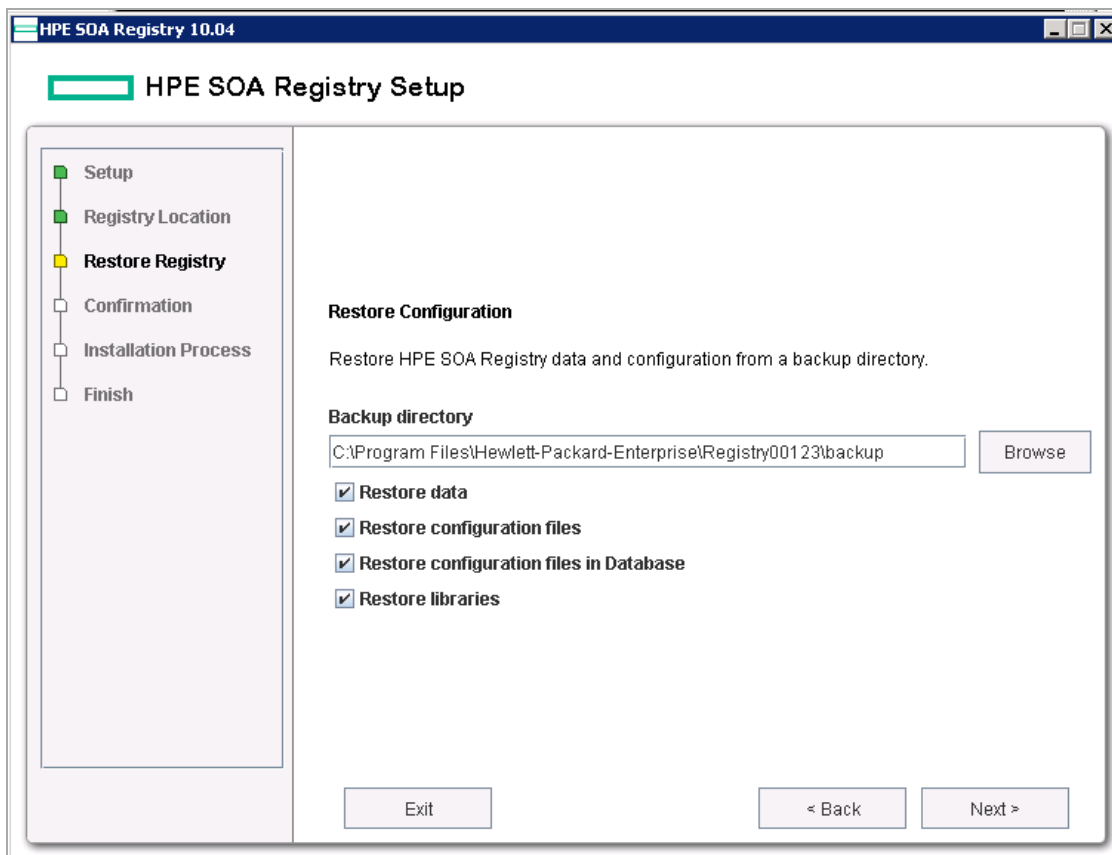 HPE SOA Registry 10.04
HPE SOA Registry Setup
Setup
Registry Location
Restore Registry
Confirmation
Installation Process
Finish
Restore Configuration
Restore HPE SOA Registry data and configuration from a backup directory.
Backup directory
C:\Program Files\Hewlett-Packard-Enterprise\Registry00123\backup
Browse
Restore data
Restore configuration files
Restore configuration files in Database
Restore libraries
Exit
< Back
Next >